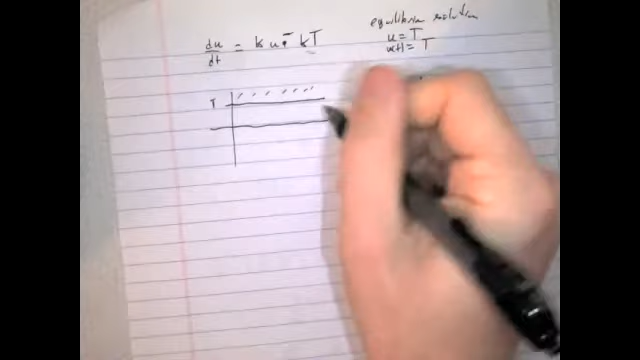 du/dt = ku - kT
equilibrium solution
u = T
u(t) = T
T